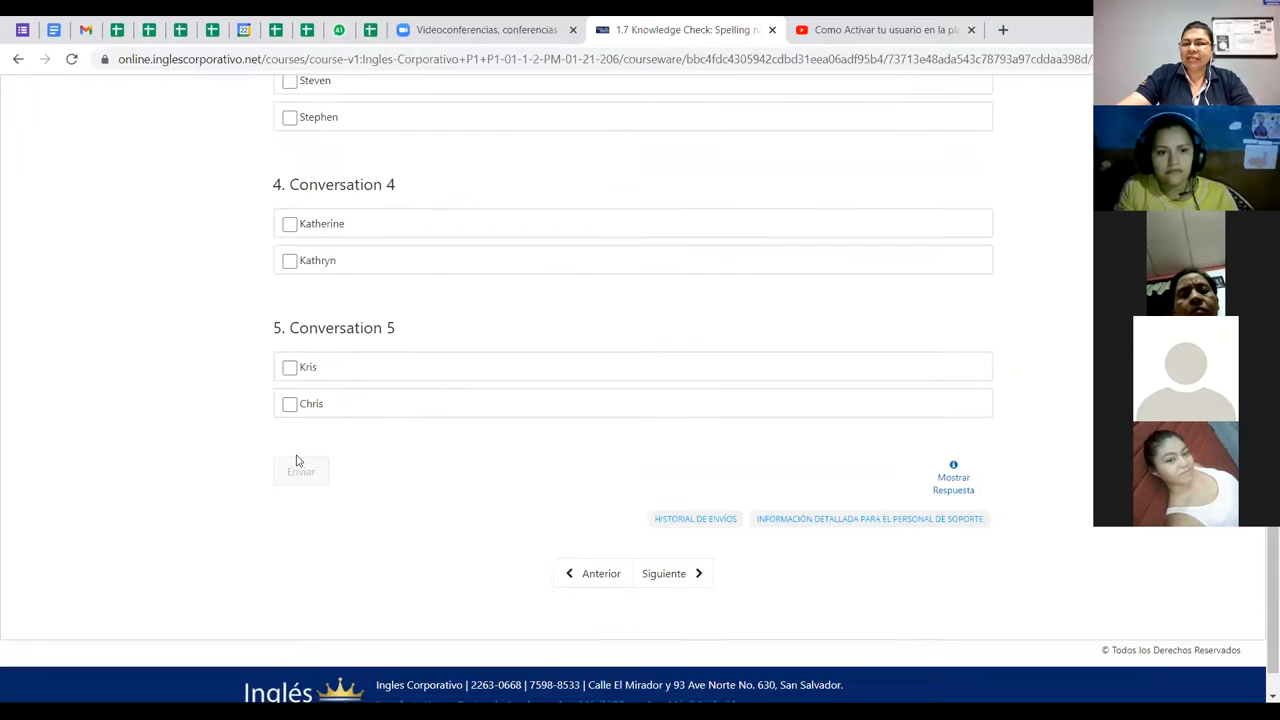 Videoconferencias, conferencias
1.7 Knowledge Check: Spelling n
Como Activar tu usuario en la pl
online.inglescorporativo.net/courses/course-v1:Ingles-Corporativo+P1+P1-01-1-2-PM-01-21-206/courseware/bbc4fdc4305942cdbd31eea06adf95b4/73713e48ada543c78793a97cddaa398d/
Steven
Stephen
4. Conversation 4
Katherine
Kathryn
5. Conversation 5
Kris
Chris
Enviar
Mostrar
Respuesta
HISTORIAL DE ENVÍOS
INFORMACIÓN DETALLADA PARA EL PERSONAL DE SOPORTE
Anterior
Siguiente
© Todos los Derechos Reservados
Inglés
Ingles Corporativo | 2263-0668 | 7598-8533 | Calle El Mirador y 93 Ave Norte No. 630, San Salvador.